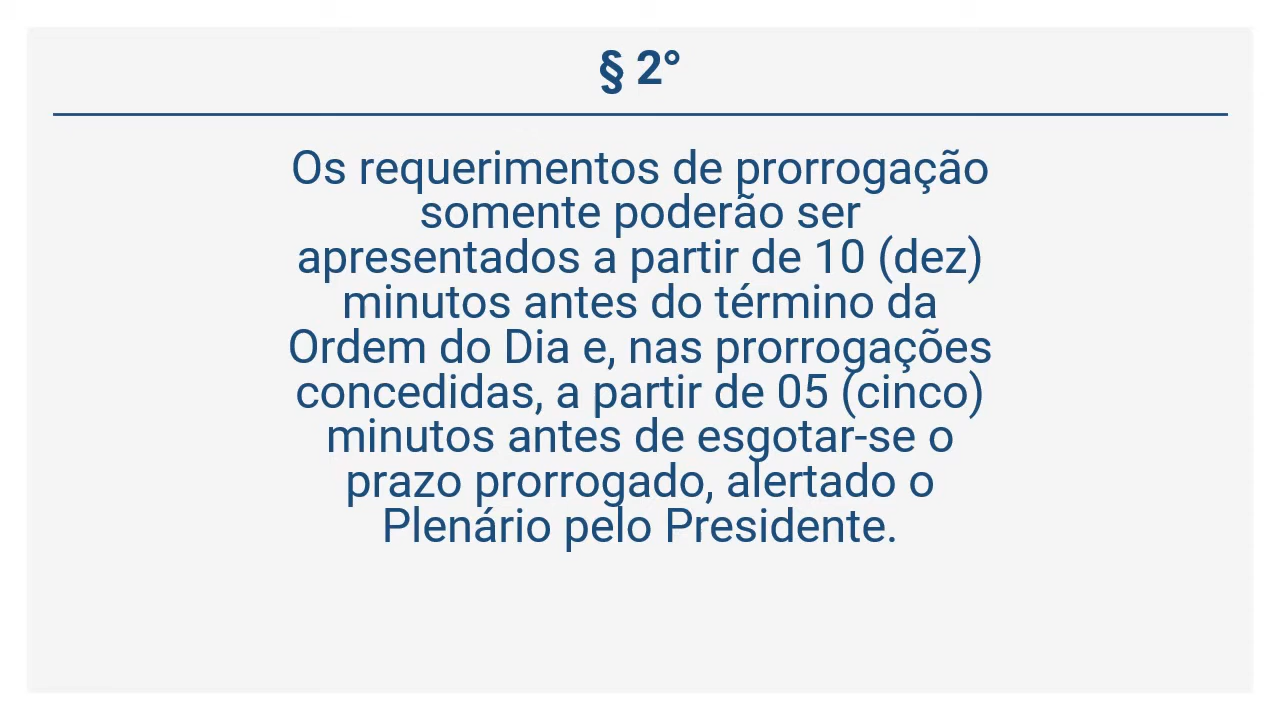 § 2°
Os requerimentos de prorrogação
somente poderão ser
apresentados a partir de 10 (dez)
minutos antes do término da
Ordem do Dia e, nas prorrogações
concedidas, a partir de 05 (cinco)
minutos antes de esgotar-se o
prazo prorrogado, alertado o
Plenário pelo Presidente.